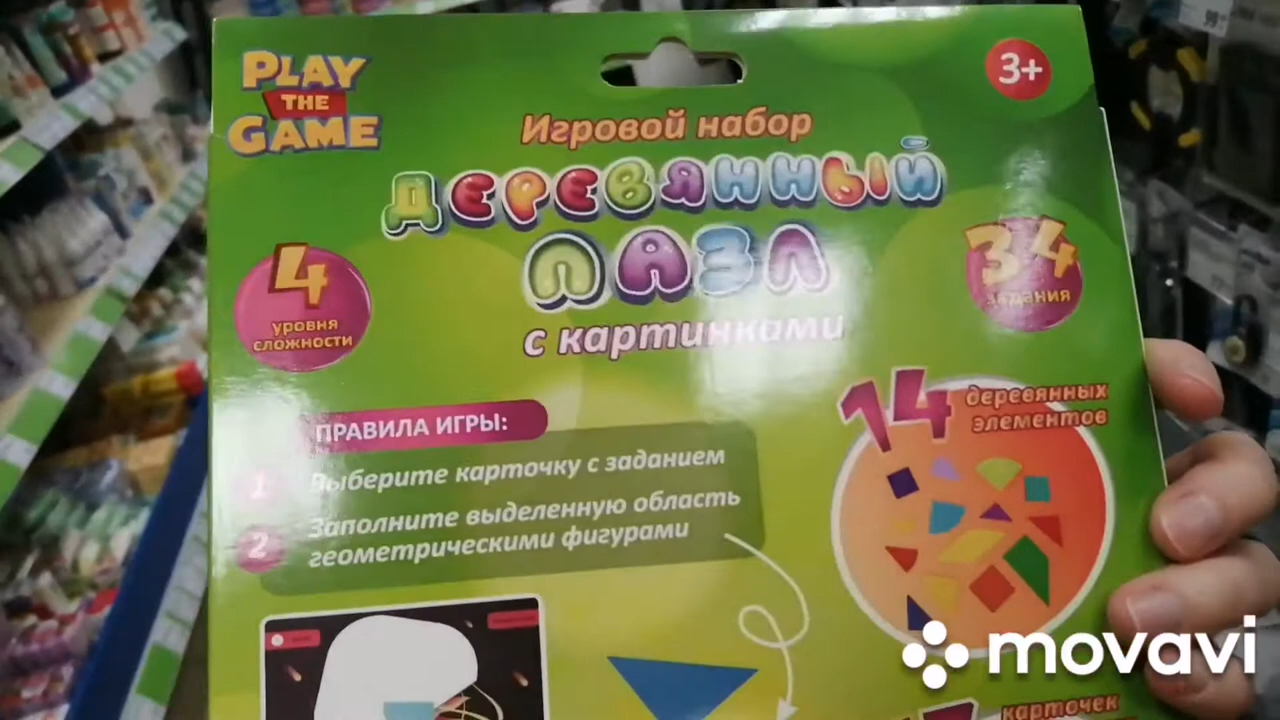 PLAY
THE
GAME
3+
Игровой набор
ДЕРЕВЯННЫЙ
ПАЗЛ
с картинками
4
уровня
сложности
34
задания
ПРАВИЛА ИГРЫ:
1 Выберите карточку с заданием
2 Заполните выделенную область
геометрическими фигурами
14 деревянных
элементов
карточек
movavi